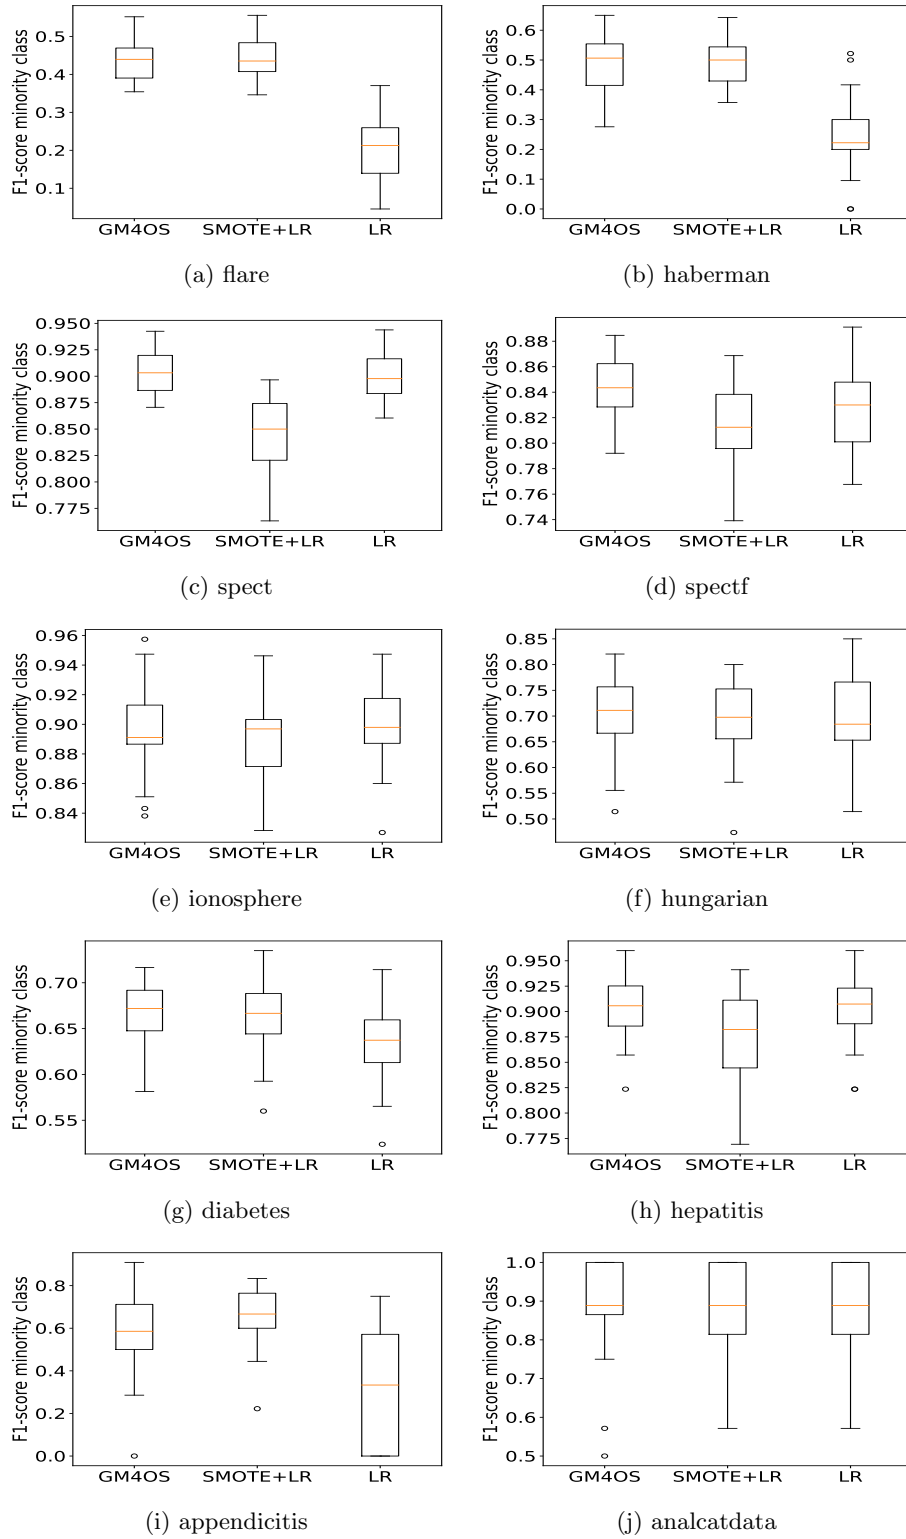 F1-score minority class
0.5
0.4
0.3
0.2
0.1
GM4OS SMOTE+LR LR
(a) flare
F1-score minority class
0.6
0.5
0.4
0.3
0.2
0.1
0.0
GM4OS SMOTE+LR LR
(b) haberman
F1-score minority class
0.950
0.925
0.900
0.875
0.850
0.825
0.800
0.775
GM4OS SMOTE+LR LR
(c) spect
F1-score minority class
0.88
0.86
0.84
0.82
0.80
0.78
0.76
0.74
GM4OS SMOTE+LR LR
(d) spectf
F1-score minority class
0.96
0.94
0.92
0.90
0.88
0.86
0.84
GM4OS SMOTE+LR LR
(e) ionosphere
F1-score minority class
0.85
0.80
0.75
0.70
0.65
0.60
0.55
0.50
GM4OS SMOTE+LR LR
(f) hungarian
F1-score minority class
0.70
0.65
0.60
0.55
GM4OS SMOTE+LR LR
(g) diabetes
F1-score minority class
0.950
0.925
0.900
0.875
0.850
0.825
0.800
0.775
GM4OS SMOTE+LR LR
(h) hepatitis
F1-score minority class
0.8
0.6
0.4
0.2
0.0
GM4OS SMOTE+LR LR
(i) appendicitis
F1-score minority class
1.0
0.9
0.8
0.7
0.6
0.5
GM4OS SMOTE+LR LR
(j) analcatdata